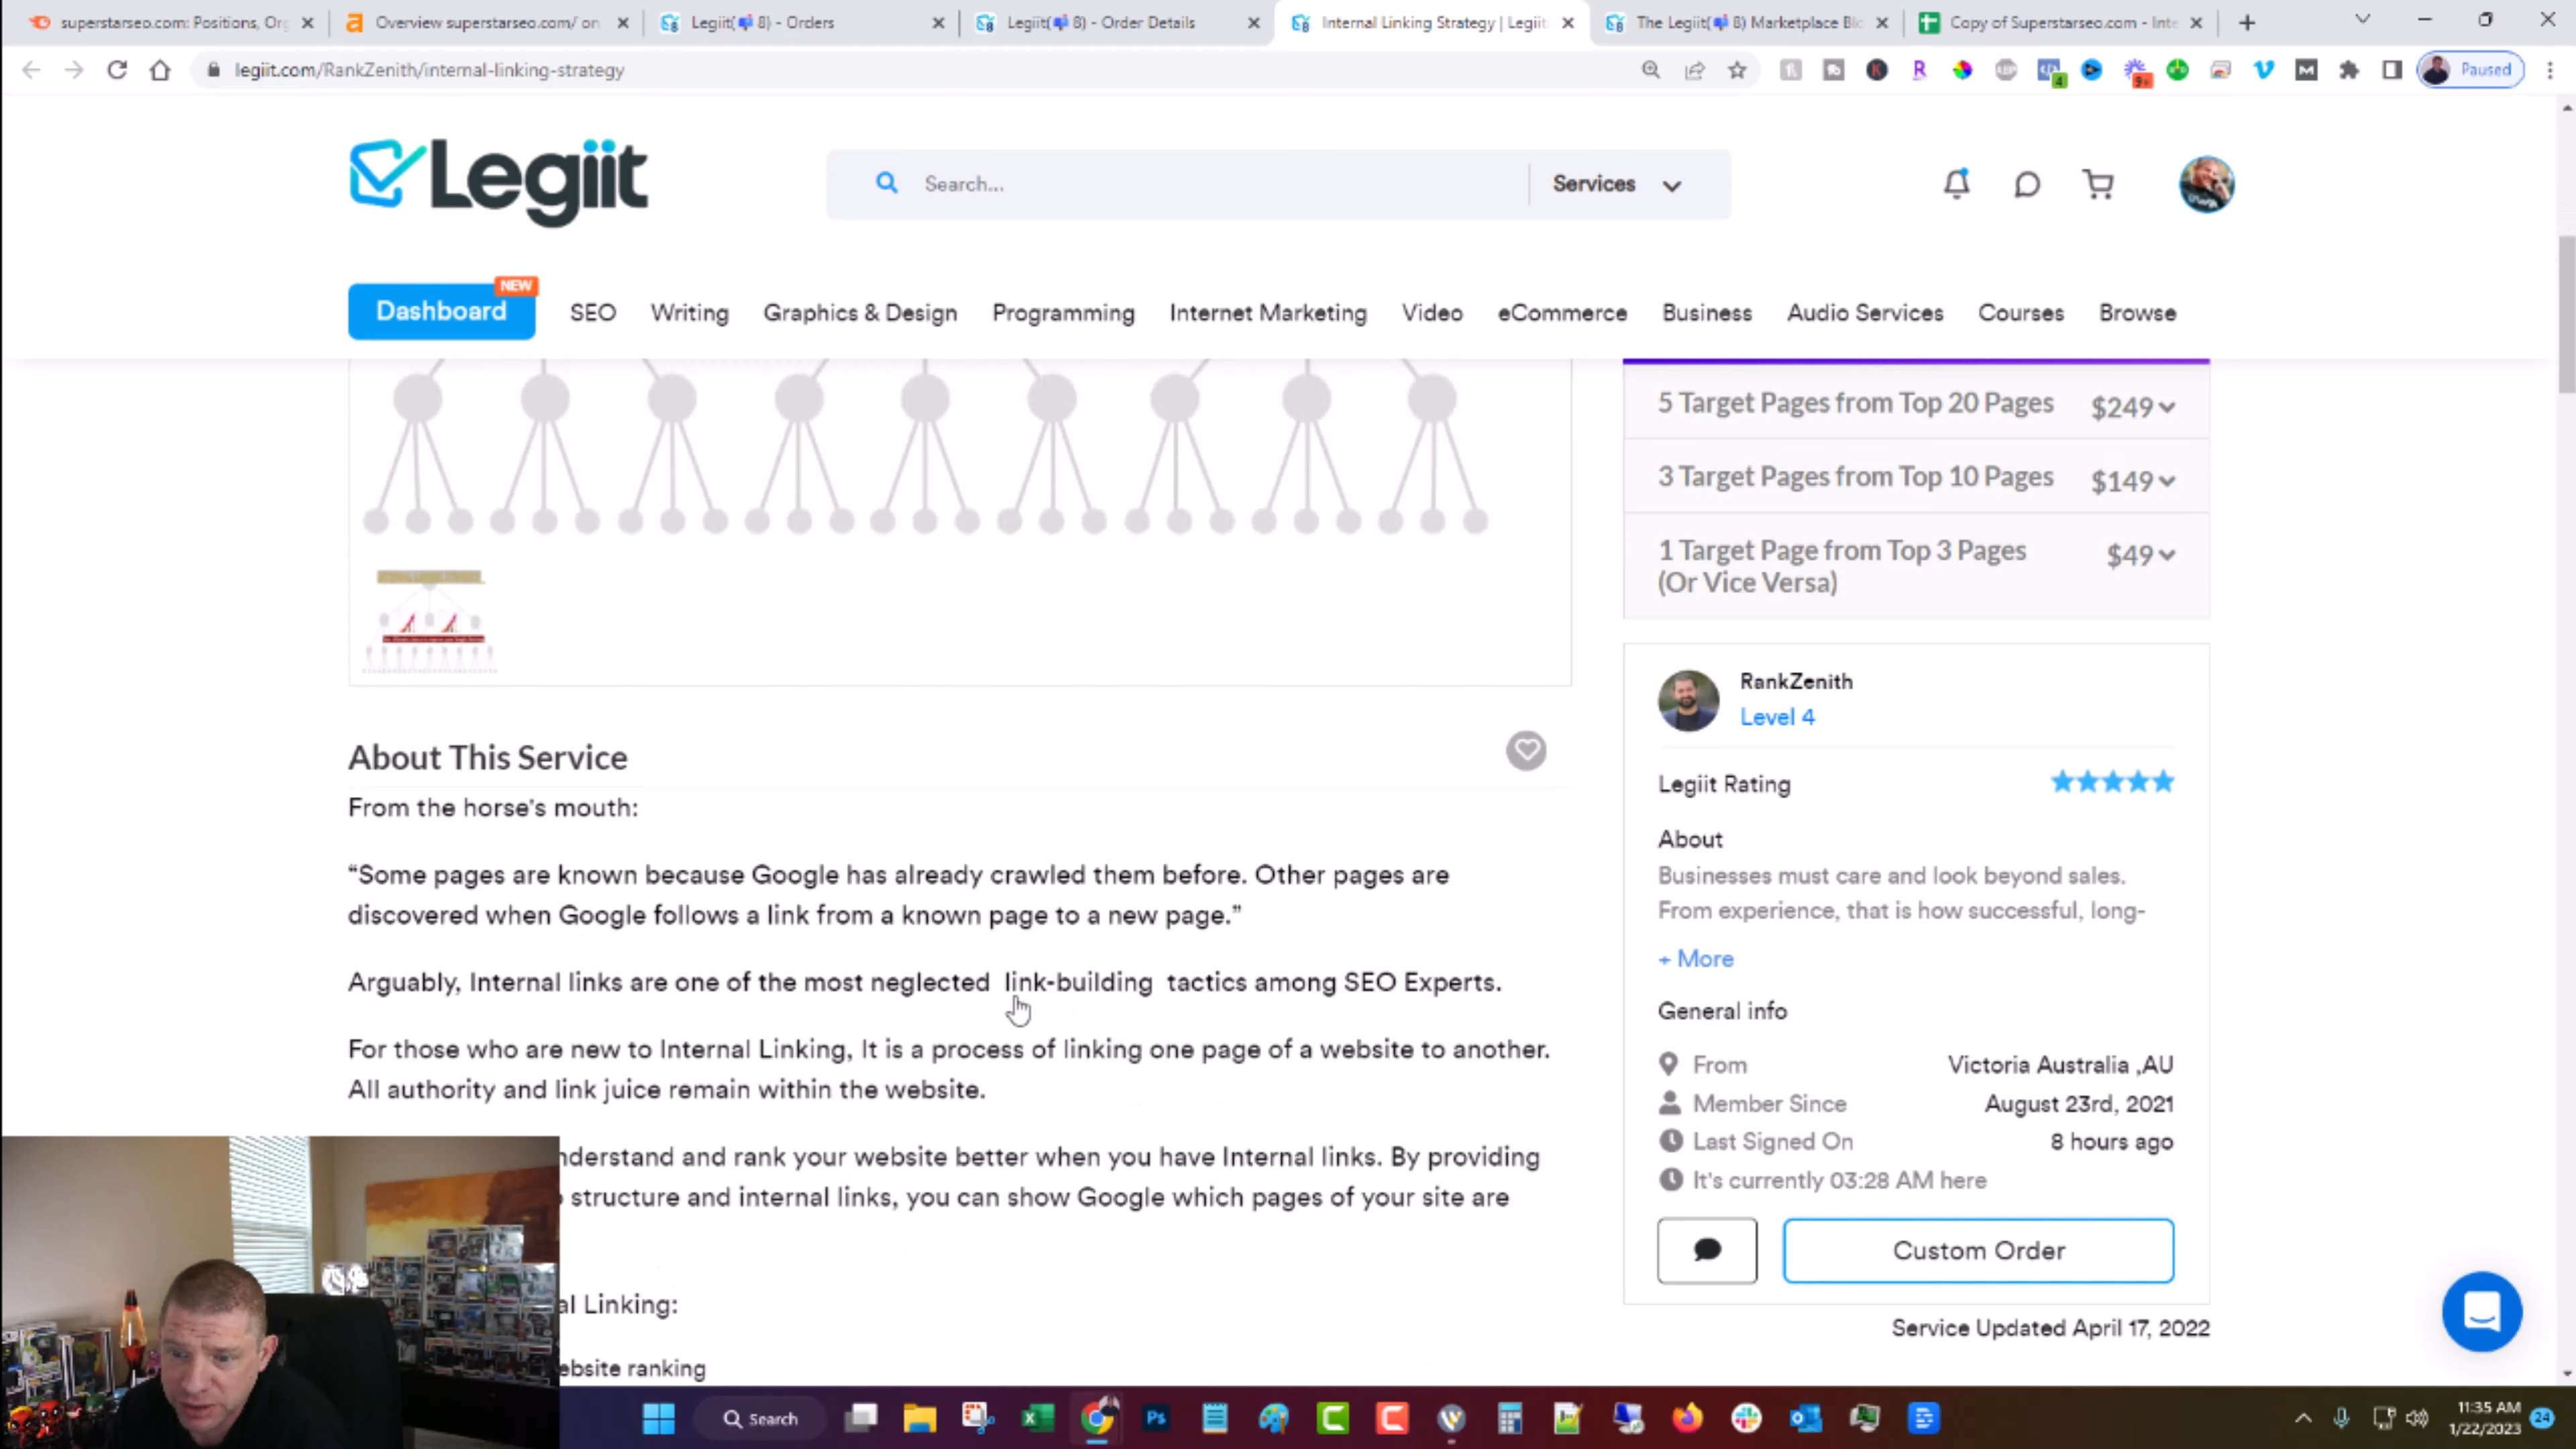 superstarseo.com: Positions, Org
Overview superstarseo.com/ on
Legiit( 8) - Orders
Legiit( 8) - Order Details
Internal Linking Strategy | Legiit
The Legiit( 8) Marketplace Blo
Copy of Superstarseo.com - Inte
legiit.com/RankZenith/internal-linking-strategy
Paused
Legiit
Search...
Services
NEW
Dashboard
SEO
Writing
Graphics & Design
Programming
Internet Marketing
Video
eCommerce
Business
Audio Services
Courses
Browse
5 Target Pages from Top 20 Pages $249
3 Target Pages from Top 10 Pages $149
1 Target Page from Top 3 Pages $49
(Or Vice Versa)
About This Service
From the horse's mouth:
“Some pages are known because Google has already crawled them before. Other pages are
discovered when Google follows a link from a known page to a new page.”
Arguably, Internal links are one of the most neglected link-building tactics among SEO Experts.
For those who are new to Internal Linking, It is a process of linking one page of a website to another.
All authority and link juice remain within the website.
nderstand and rank your website better when you have Internal links. By providing
structure and internal links, you can show Google which pages of your site are
al Linking:
ebsite ranking
RankZenith
Level 4
Legiit Rating
About
Businesses must care and look beyond sales.
From experience, that is how successful, long-
+ More
General info
From Victoria Australia ,AU
Member Since August 23rd, 2021
Last Signed On 8 hours ago
It's currently 03:28 AM here
Custom Order
Service Updated April 17, 2022
Search
11:35 AM
1/22/2023
24